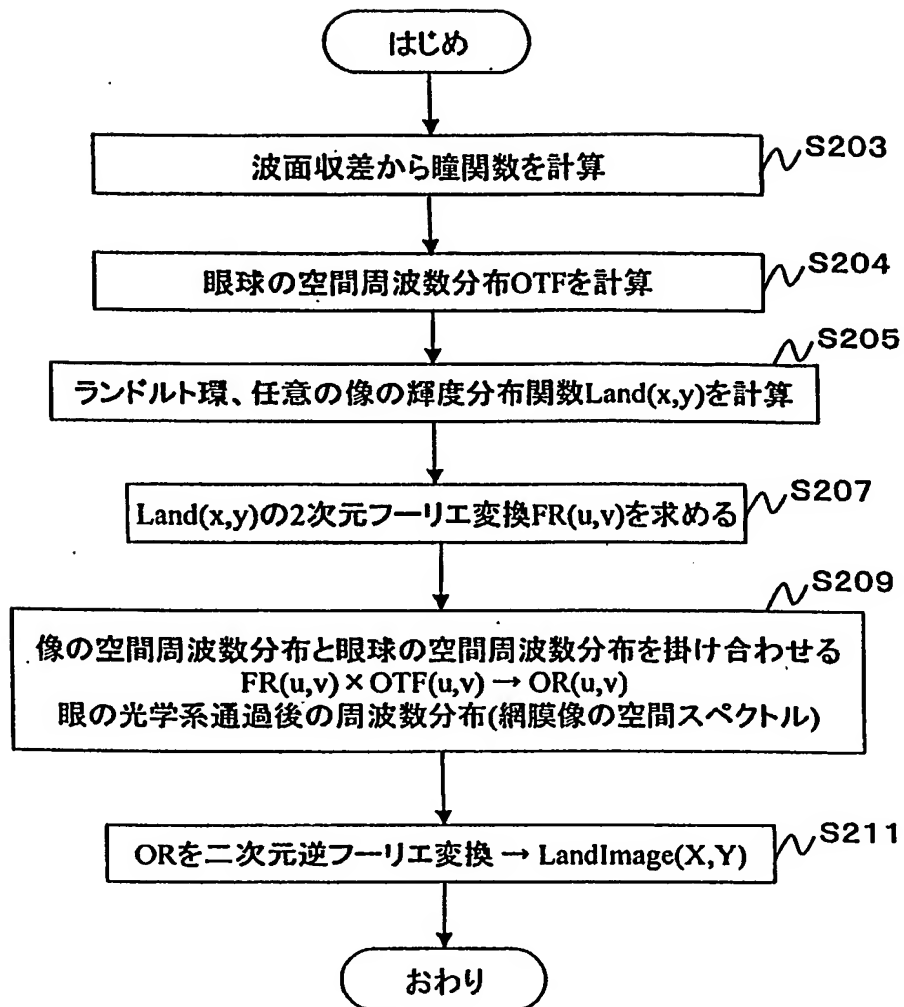 はじめ
波面収差から瞳関数を計算
S203
眼球の空間周波数分布OTFを計算
S204
S205
ランドルト環、任意の像の輝度分布関数Land(x,y)を計算
S207
Land(x,y)の2次元フーリエ変換FR(u,v)を求める
S209
像の空間周波数分布と眼球の空間周波数分布を掛け合わせる
FR(u,v)×OTF(u,v)→OR(u,v)
眼の光学系通過後の周波数分布(網膜像の空間スペクトル)
S211
ORを二次元逆フーリエ変換→LandImage(X,Y)
おわり